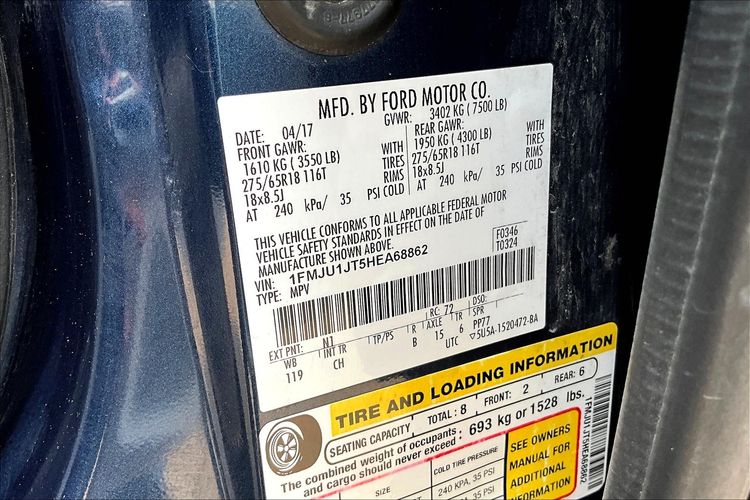 MFD. BY FORD MOTOR CO.
DATE: 04/17 GVWR: 3402 KG ( 7500 LB)
FRONT GAWR: REAR GAWR:
1610 KG ( 3550 LB) WITH 1950 KG ( 4300 LB) WITH
275/65R18 116T TIRES 275/65R18 116T TIRES
18x8.5J RIMS 18x8.5J RIMS
AT 240 kPa/ 35 PSI COLD AT 240 kPa/ 35 PSI COLD
THIS VEHICLE CONFORMS TO ALL APPLICABLE FEDERAL MOTOR
VEHICLE SAFETY STANDARDS IN EFFECT ON THE DATE OF
MANUFACTURE SHOWN ABOVE.
F0346
T0324
VIN: 1FMJU1JT5HEA68862
TYPE: MPV
EXT PNT: N1 RC: 72 DSO:
WB INT TR TP/PS R AXLE TR SPR
119 CH B 15 6 PP77
UTC ▽5U5A-1520472-BA
TIRE AND LOADING INFORMATION
SEATING CAPACITY TOTAL: 8 FRONT: 2 REAR: 6
The combined weight of occupants
and cargo should never exceed : 693 kg or 1528 lbs.
SIZE COLD TIRE PRESSURE
240 KPA, 35 PSI
SEE OWNERS
MANUAL FOR
ADDITIONAL
INFORMATION
1FMJU1JT5HEA68862